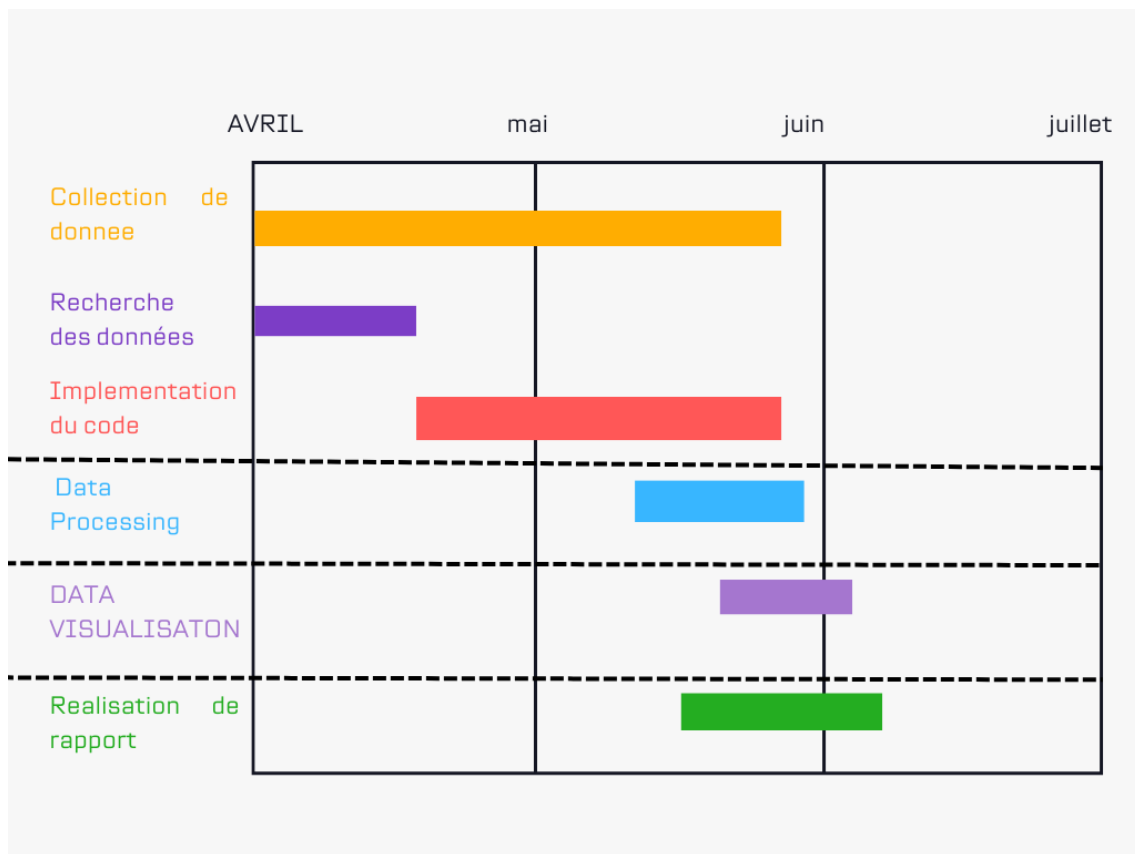 AVRIL mai juin juillet
Collection de
donnee
Recherche
des données
Implementation
du code
Data
Processing
DATA
VISUALISATON
Realisation de
rapport